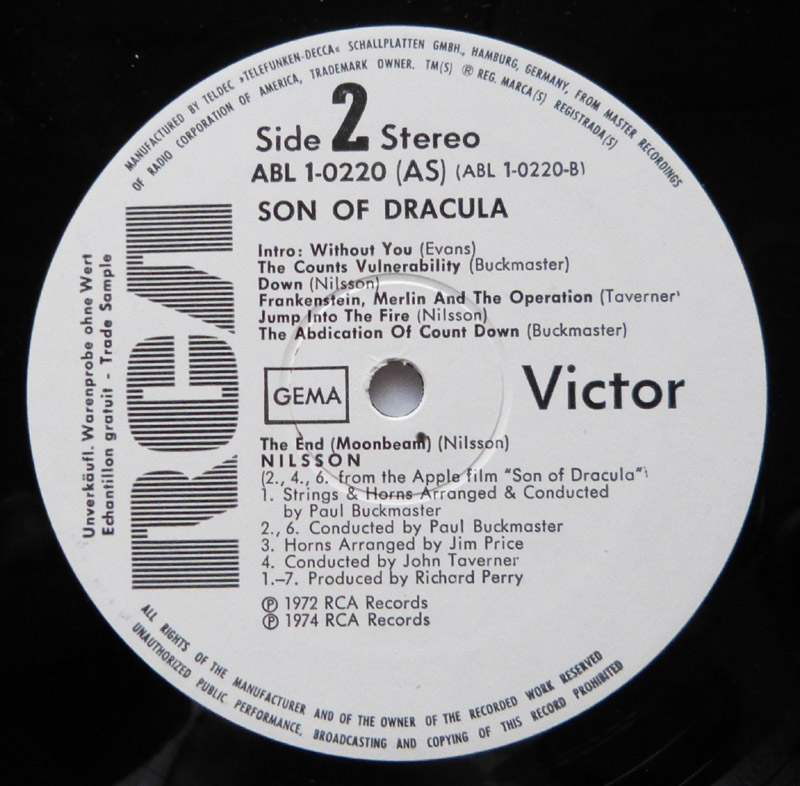 MANUFACTURED BY TELDEC »TELEFUNKEN-DECCA« SCHALLPLATTEN GMBH., HAMBURG, GERMANY, FROM MASTER RECORDINGS
OF RADIO CORPORATION OF AMERICA, TRADEMARK OWNER. TM(S) ® REG. MARCA(S) REGISTRADA(S)
Side 2 Stereo
ABL 1-0220 (AS) (ABL 1-0220-B)
SON OF DRACULA
Intro: Without You (Evans)
The Counts Vulnerability (Buckmaster)
Down (Nilsson)
Frankenstein, Merlin And The Operation (Taverner'
Jump Into The Fire (Nilsson)
The Abdication Of Count Down (Buckmaster)
RCA
Unverkäufl. Warenprobe ohne Wert
Echantillon gratuit - Trade Sample
GEMA
Victor
The End (Moonbeam) (Nilsson)
NILSSON
(2., 4., 6. from the Apple film "Son of Dracula")
1. Strings & Horns Arranged & Conducted
by Paul Buckmaster
2., 6. Conducted by Paul Buckmaster
3. Horns Arranged by Jim Price
4. Conducted by John Taverner
1.–7. Produced by Richard Perry
℗ 1972 RCA Records
℗ 1974 RCA Records
ALL RIGHTS OF THE MANUFACTURER AND OF THE OWNER OF THE RECORDED WORK RESERVED
UNAUTHORIZED PUBLIC PERFORMANCE, BROADCASTING AND COPYING OF THIS RECORD PROHIBITED